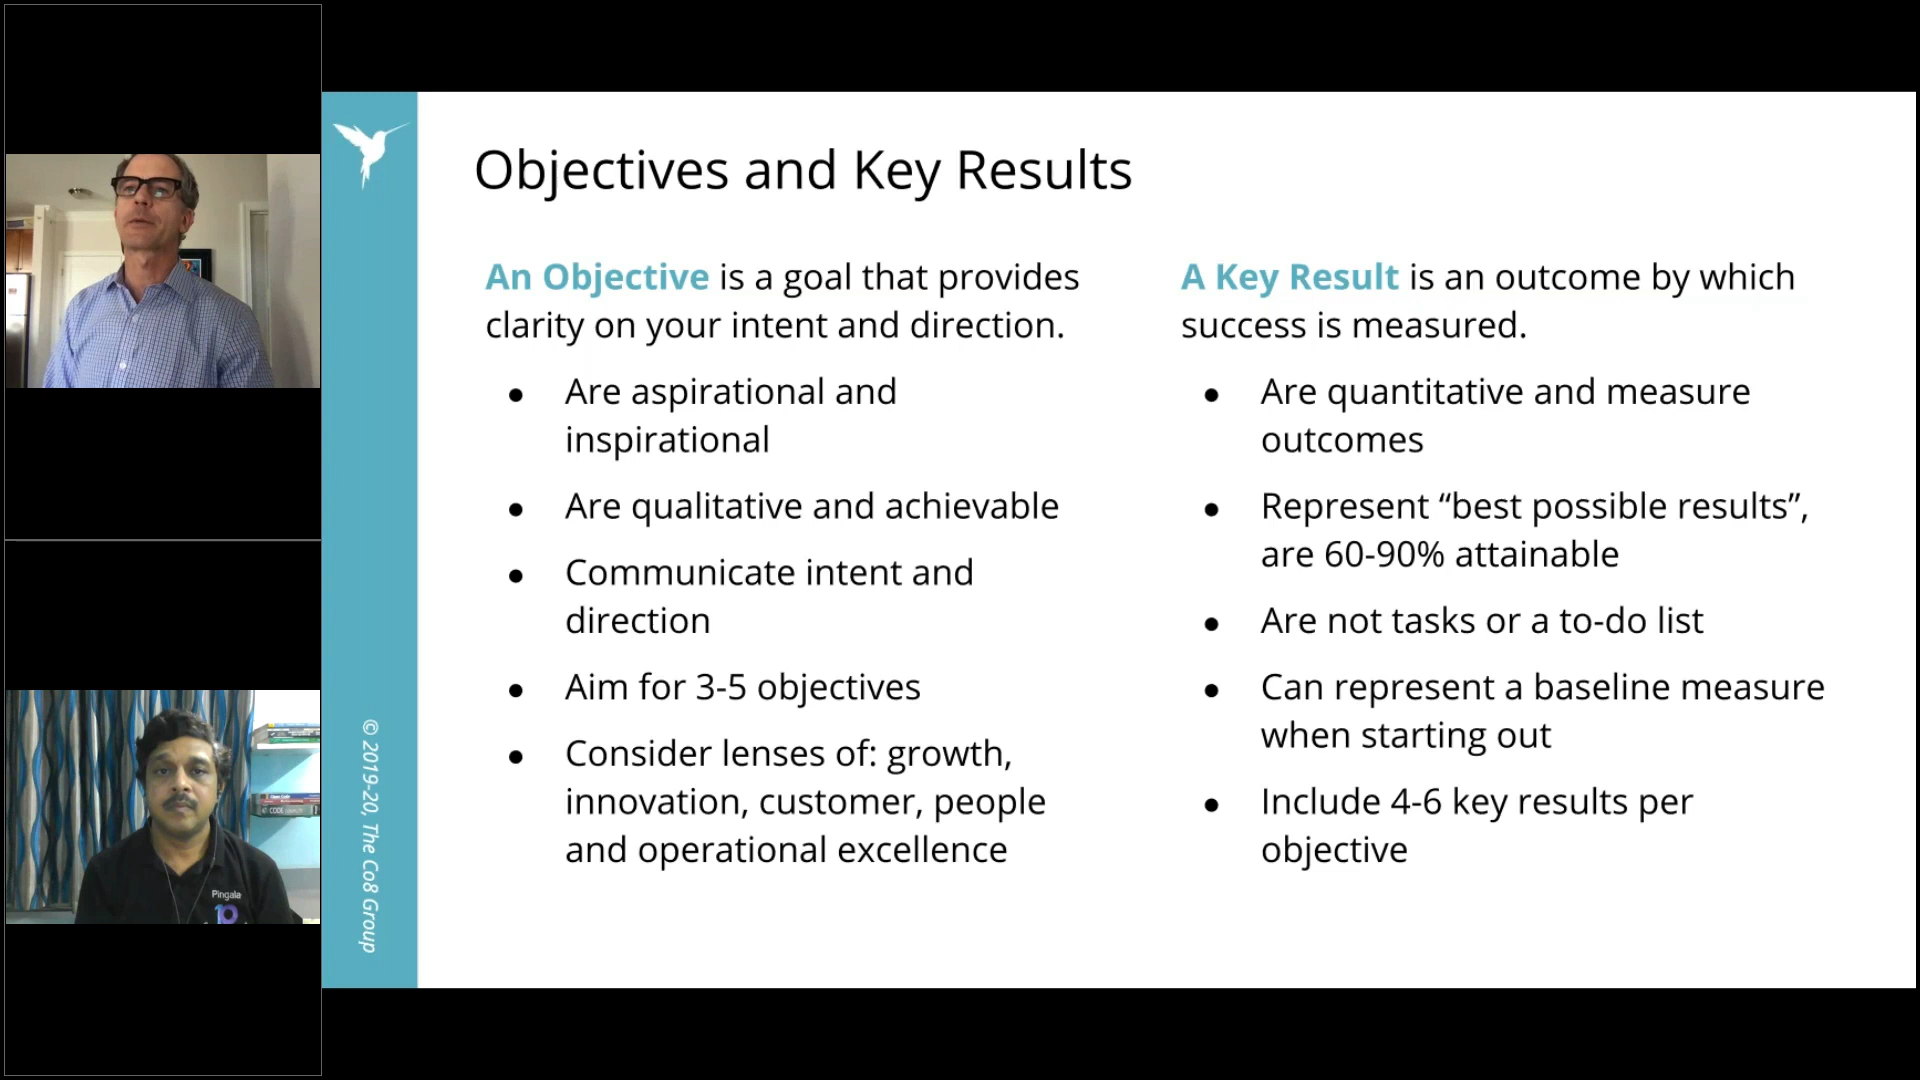 Objectives and Key Results
An Objective is a goal that provides
clarity on your intent and direction.
● Are aspirational and
inspirational
● Are qualitative and achievable
● Communicate intent and
direction
● Aim for 3-5 objectives
● Consider lenses of: growth,
innovation, customer, people
and operational excellence
A Key Result is an outcome by which
success is measured.
● Are quantitative and measure
outcomes
● Represent “best possible results”,
are 60-90% attainable
● Are not tasks or a to-do list
● Can represent a baseline measure
when starting out
● Include 4-6 key results per
objective
© 2019-20, The Co8 Group
Pingala
10
CODE